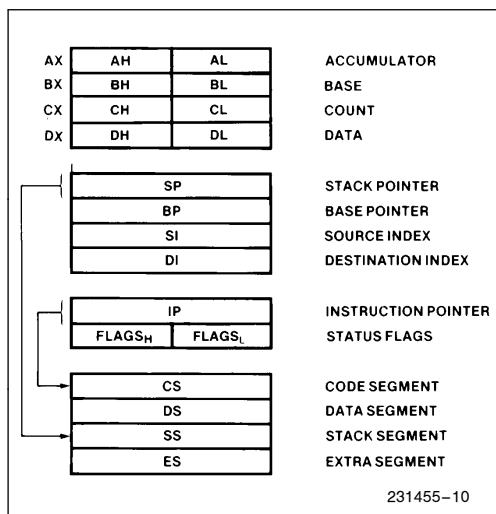 AX AH AL ACCUMULATOR
BX BH BL BASE
CX CH CL COUNT
DX DH DL DATA
SP STACK POINTER
BP BASE POINTER
SI SOURCE INDEX
DI DESTINATION INDEX
IP INSTRUCTION POINTER
FLAGSH FLAGSL STATUS FLAGS
CS CODE SEGMENT
DS DATA SEGMENT
SS STACK SEGMENT
ES EXTRA SEGMENT
231455–10